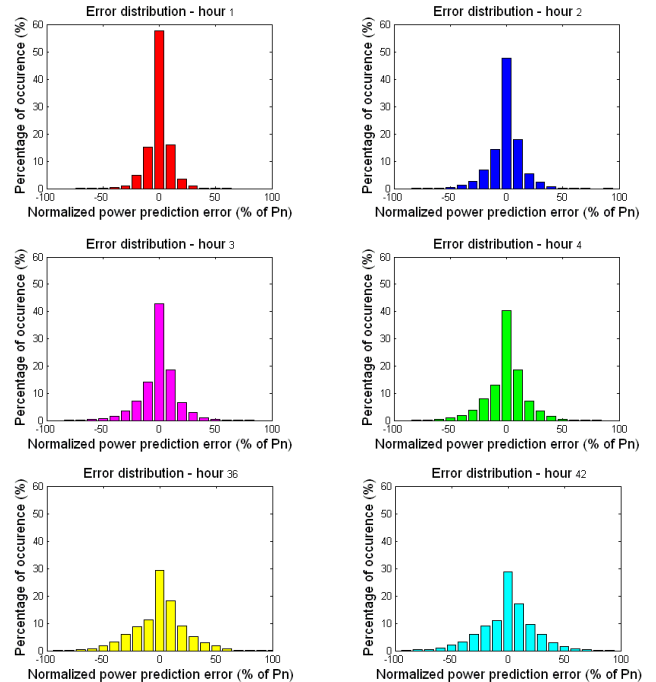 Error distribution - hour 1
60
50
40
30
20
10
0
Percentage of occurence (%)
-100 -50 0 50 100
Normalized power prediction error (% of Pn)
Error distribution - hour 2
60
50
40
30
20
10
0
Percentage of occurence (%)
-100 -50 0 50 100
Normalized power prediction error (% of Pn)
Error distribution - hour 3
60
50
40
30
20
10
0
Percentage of occurence (%)
-100 -50 0 50 100
Normalized power prediction error (% of Pn)
Error distribution - hour 4
60
50
40
30
20
10
0
Percentage of occurence (%)
-100 -50 0 50 100
Normalized power prediction error (% of Pn)
Error distribution - hour 36
60
50
40
30
20
10
0
Percentage of occurence (%)
-100 -50 0 50 100
Normalized power prediction error (% of Pn)
Error distribution - hour 42
60
50
40
30
20
10
0
Percentage of occurence (%)
-100 -50 0 50 100
Normalized power prediction error (% of Pn)